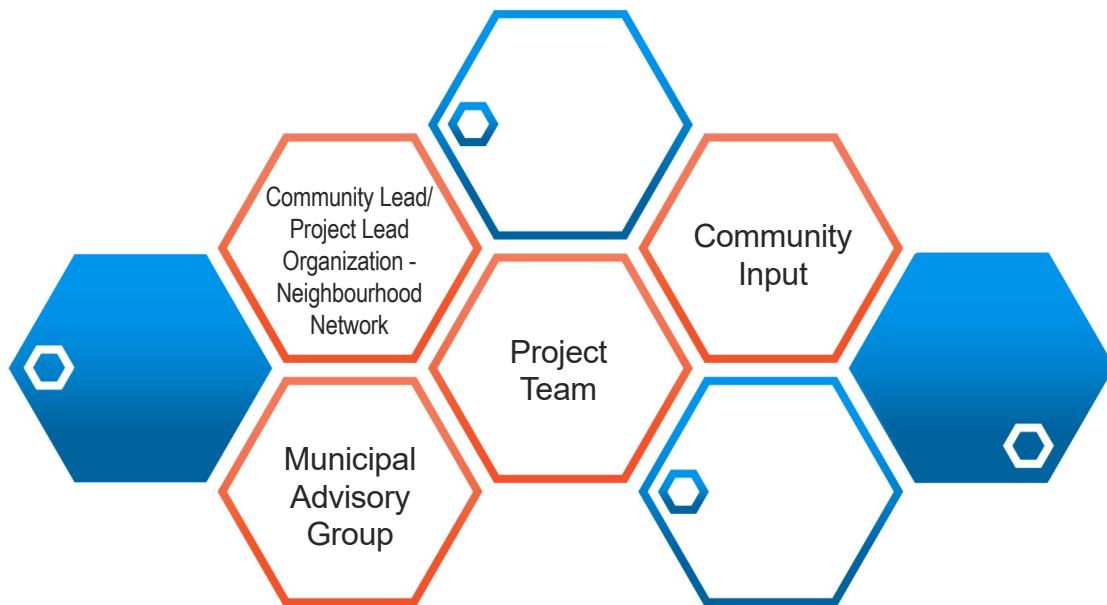 Community Lead/
Project Lead
Organization -
Neighbourhood
Network
Community
Input
Project
Team
Municipal
Advisory
Group